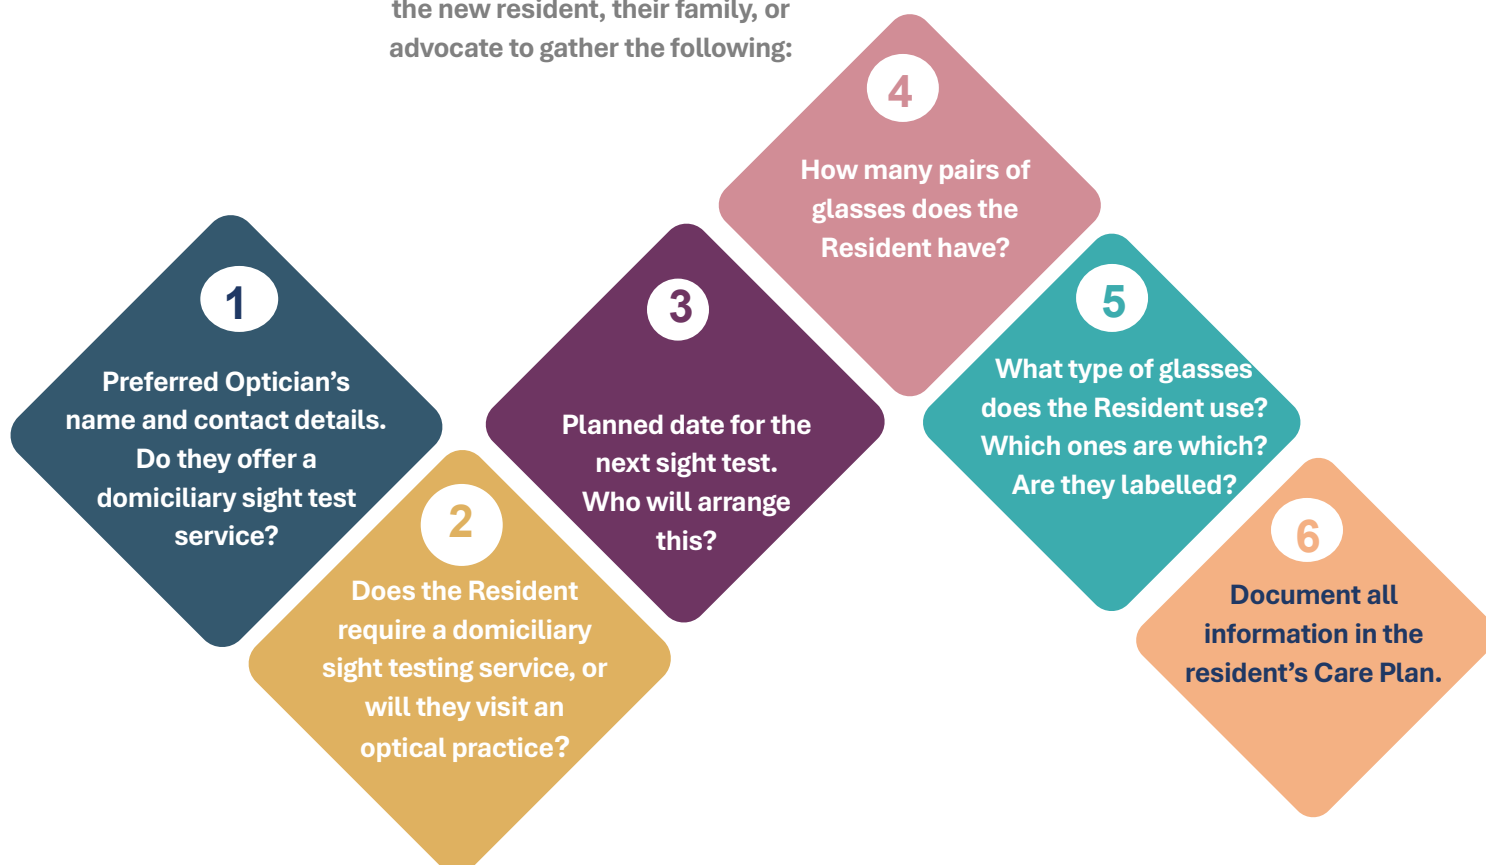 the new resident, their family, or
advocate to gather the following:
1
Preferred Optician’s
name and contact details.
Do they offer a
domiciliary sight test
service?
2
Does the Resident
require a domiciliary
sight testing service, or
will they visit an
optical practice?
3
Planned date for the
next sight test.
Who will arrange
this?
4
How many pairs of
glasses does the
Resident have?
5
What type of glasses
does the Resident use?
Which ones are which?
Are they labelled?
6
Document all
information in the
resident’s Care Plan.